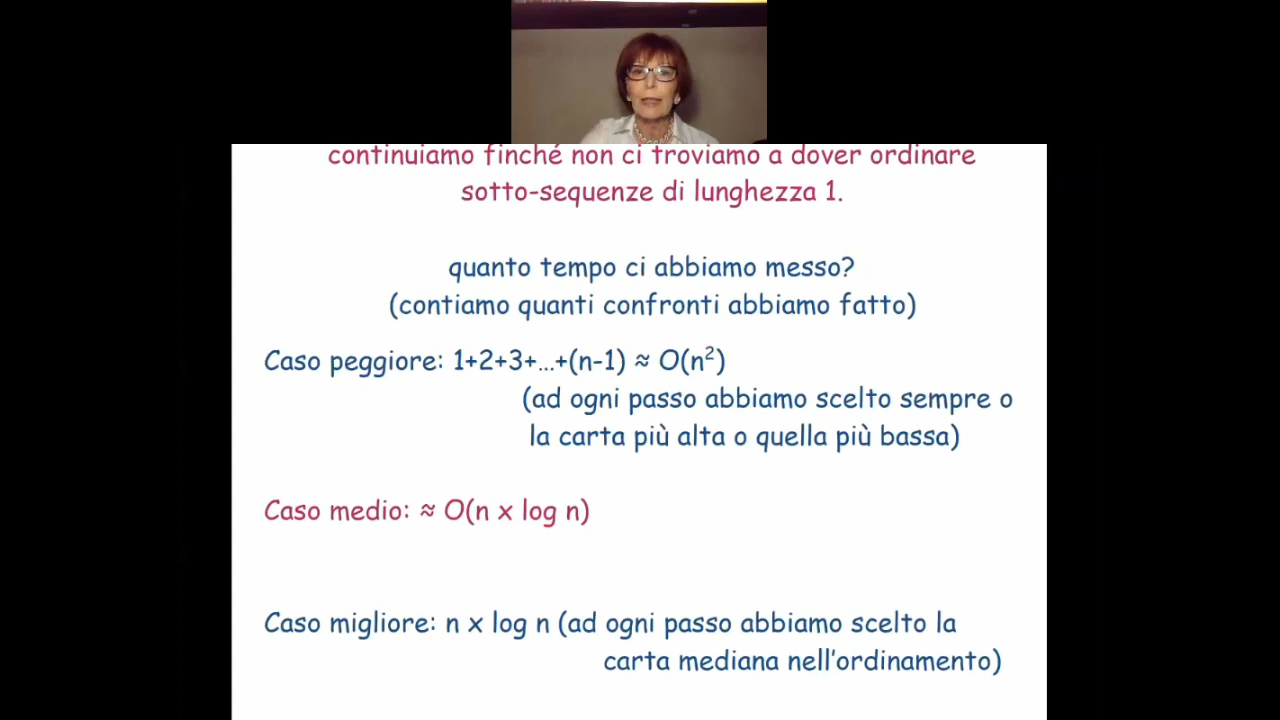 continuiamo finché non ci troviamo a dover ordinare
sotto-sequenze di lunghezza 1.
quanto tempo ci abbiamo messo?
(contiamo quanti confronti abbiamo fatto)
Caso peggiore: 1+2+3+…+(n-1) ≈ O(n²)
(ad ogni passo abbiamo scelto sempre o
la carta più alta o quella più bassa)
Caso medio: ≈ O(n x log n)
Caso migliore: n x log n (ad ogni passo abbiamo scelto la
carta mediana nell'ordinamento)